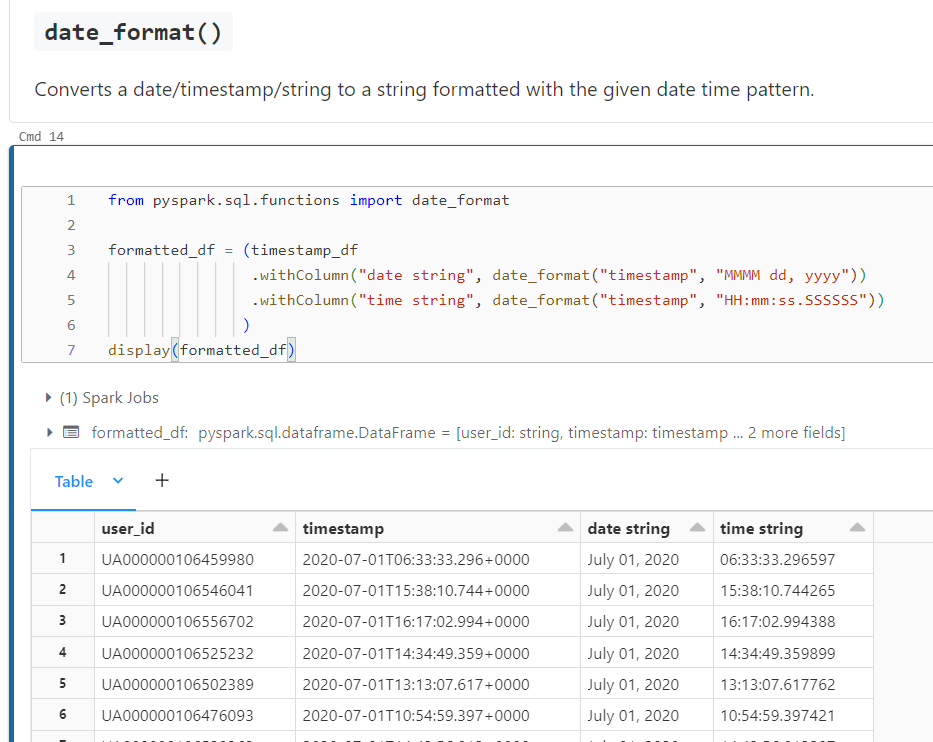 date_format()
Converts a date/timestamp/string to a string formatted with the given date time pattern.
Cmd 14
1 from pyspark.sql.functions import date_format
2
3 formatted_df = (timestamp_df
4 .withColumn("date string", date_format("timestamp", "MMMM dd, yyyy"))
5 .withColumn("time string", date_format("timestamp", "HH:mm:ss.SSSSSS"))
6 )
7 display(formatted_df)
(1) Spark Jobs
formatted_df: pyspark.sql.dataframe.DataFrame = [user_id: string, timestamp: timestamp ... 2 more fields]
Table +
user_id timestamp date string time string
1 UA000000106459980 2020-07-01T06:33:33.296+0000 July 01, 2020 06:33:33.296597
2 UA000000106546041 2020-07-01T15:38:10.744+0000 July 01, 2020 15:38:10.744265
3 UA000000106556702 2020-07-01T16:17:02.994+0000 July 01, 2020 16:17:02.994388
4 UA000000106525232 2020-07-01T14:34:49.359+0000 July 01, 2020 14:34:49.359899
5 UA000000106502389 2020-07-01T13:13:07.617+0000 July 01, 2020 13:13:07.617762
6 UA000000106476093 2020-07-01T10:54:59.397+0000 July 01, 2020 10:54:59.397421